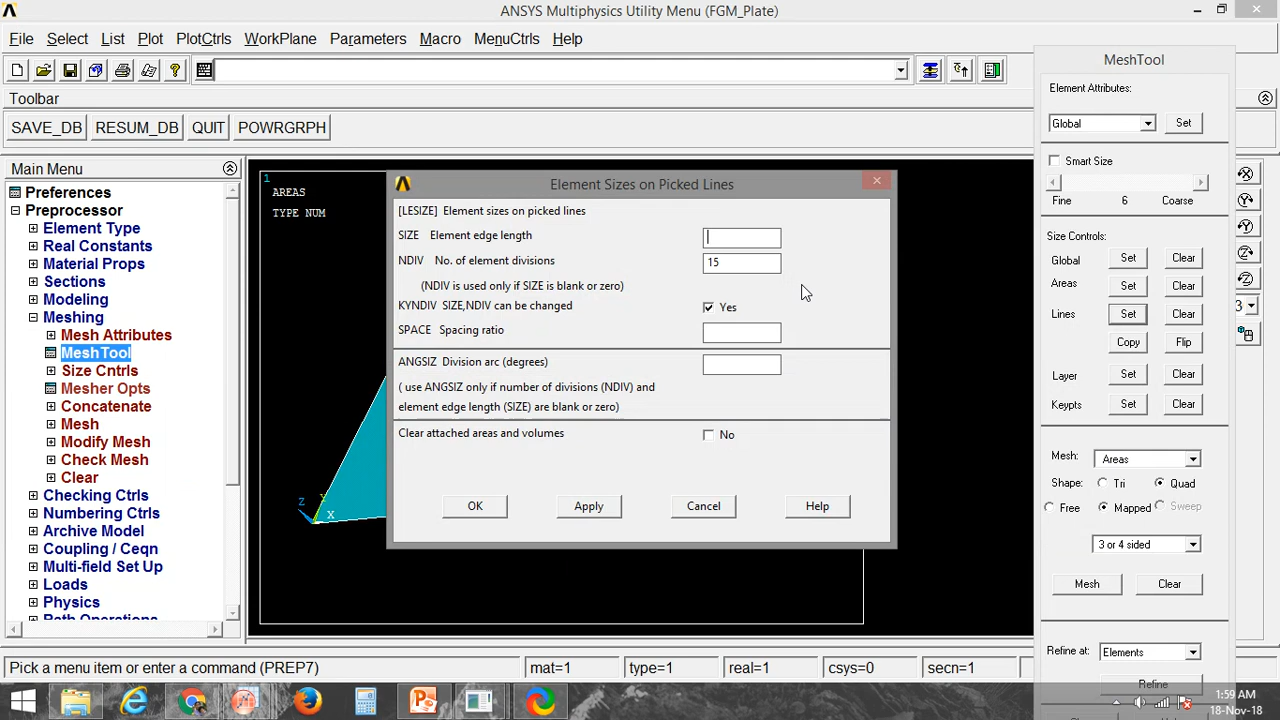 ANSYS Multiphysics Utility Menu (FGM_Plate)
File Select List Plot PlotCtrls WorkPlane Parameters Macro MenuCtrls Help
Toolbar
SAVE_DB RESUM_DB QUIT POWRGRPH
Main Menu
Preferences
Preprocessor
Element Type
Real Constants
Material Props
Sections
Modeling
Meshing
Mesh Attributes
MeshTool
Size Cntrls
Mesher Opts
Concatenate
Mesh
Modify Mesh
Check Mesh
Clear
Checking Ctrls
Numbering Ctrls
Archive Model
Coupling / Ceqn
Multi-field Set Up
Loads
Physics
Path Operations
1
AREAS
TYPE NUM
Z Y X
Element Sizes on Picked Lines
[LESIZE] Element sizes on picked lines
SIZE Element edge length
NDIV No. of element divisions 15
(NDIV is used only if SIZE is blank or zero)
KYNDIV SIZE,NDIV can be changed Yes
SPACE Spacing ratio
ANGSIZ Division arc (degrees)
( use ANGSIZ only if number of divisions (NDIV) and
element edge length (SIZE) are blank or zero)
Clear attached areas and volumes No
OK Apply Cancel Help
MeshTool
Element Attributes:
Global Set
Smart Size
Fine 6 Coarse
Size Controls:
Global Set Clear
Areas Set Clear
Lines Set Clear
Copy Flip
Layer Set Clear
Keypts Set Clear
Mesh: Areas
Shape: Tri Quad
Free Mapped Sweep
3 or 4 sided
Mesh Clear
Refine at: Elements
Refine
3
Pick a menu item or enter a command (PREP7) mat=1 type=1 real=1 csys=0 secn=1
1:59 AM
18-Nov-18